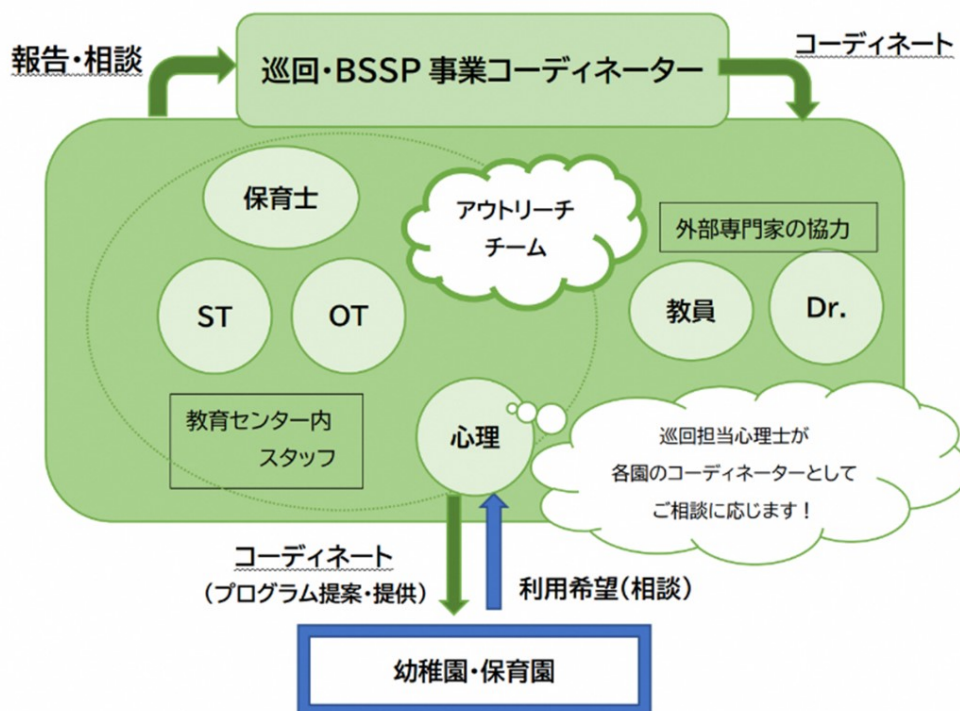 報告・相談
巡回・BSSP 事業コーディネーター
コーディネート
保育士
アウトリーチ
チーム
外部専門家の協力
ST
OT
教員
Dr.
教育センター内
スタッフ
心理
巡回担当心理士が
各園のコーディネーターとして
ご相談に応じます！
コーディネート
（プログラム提案・提供）
利用希望（相談）
幼稚園・保育園